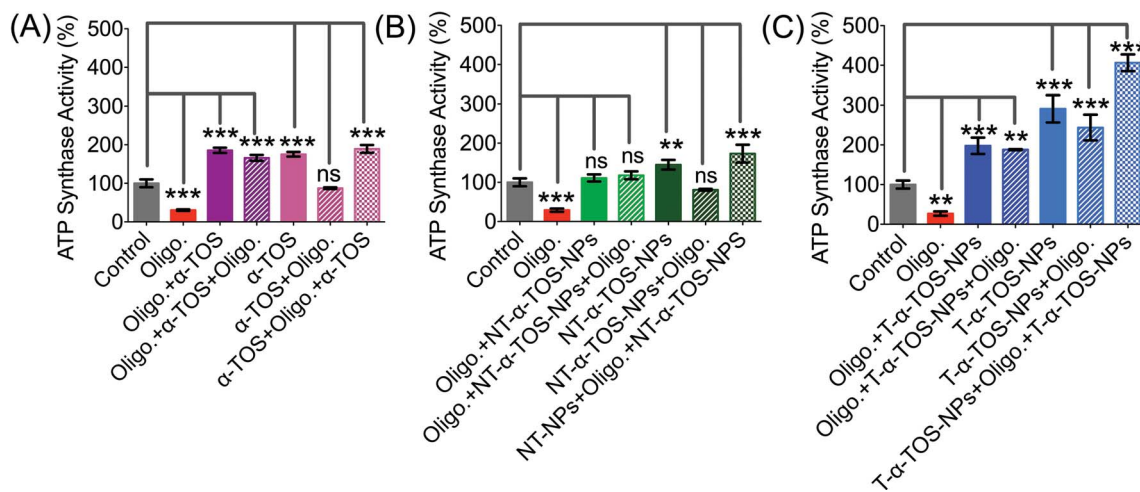 (A)
ATP Synthase Activity (%)
500
400
300
200
100
0
***
***
***
***
ns
***
Control
Oligo.
Oligo.+α-TOS
Oligo.+α-TOS+Oligo.
α-TOS
α-TOS+Oligo.
α-TOS+Oligo.+α-TOS
(B)
ATP Synthase Activity (%)
500
400
300
200
100
0
***
ns
ns
**
ns
***
Control
Oligo.
Oligo.+NT-α-TOS-NPs
Oligo.+NT-α-TOS-NPs+Oligo.
NT-α-TOS-NPs
NT-α-TOS-NPs+Oligo.
NT-NPs+Oligo.+NT-α-TOS-NPS
(C)
ATP Synthase Activity (%)
500
400
300
200
100
0
**
***
**
***
***
***
Control
Oligo.
Oligo.+T-α-TOS-NPs
Oligo.+T-α-TOS-NPs+Oligo.
T-α-TOS-NPs
T-α-TOS-NPs+Oligo.
T-α-TOS-NPs+Oligo.+T-α-TOS-NPs